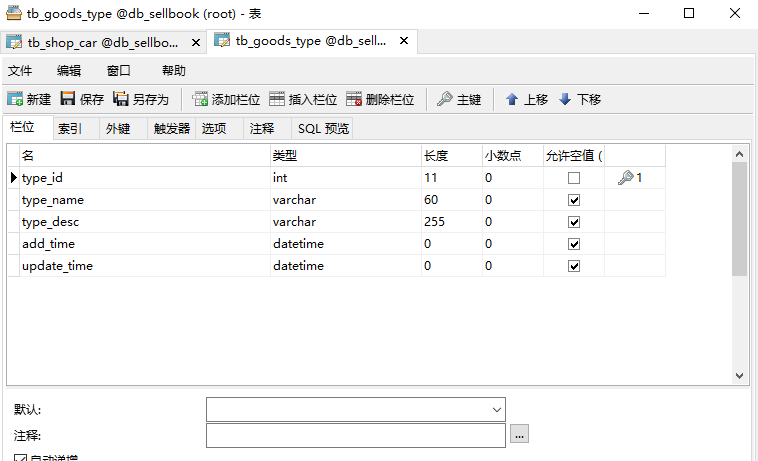 tb_goods_type @db_sellbook (root) - 表
tb_shop_car @db_sellbo... tb_goods_type @db_sell...
文件 编辑 窗口 帮助
新建 保存 另存为 添加栏位 插入栏位 删除栏位 主键 上移 下移
栏位 索引 外键 触发器 选项 注释 SQL 预览
名 类型 长度 小数点 允许空值 (
type_id int 11 0 1
type_name varchar 60 0
type_desc varchar 255 0
add_time datetime 0 0
update_time datetime 0 0
默认:
注释: ...
自动递增